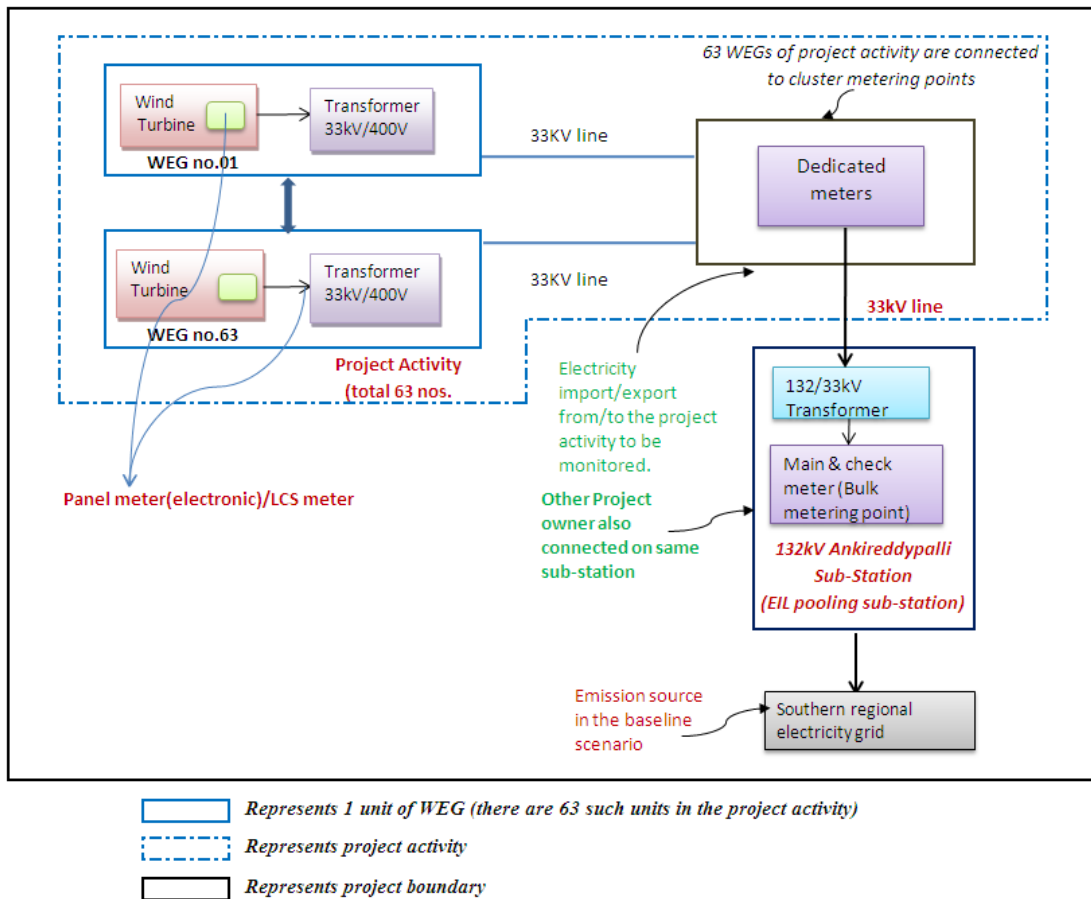 63 WEGs of project activity are connected
to cluster metering points
Wind
Turbine
WEG no.01
Transformer
33kV/400V
33KV line
Dedicated
meters
Wind
Turbine
WEG no.63
Transformer
33kV/400V
33KV line
33kV line
Project Activity
(total 63 nos.
Electricity
import/export
from/to the project
activity to be
monitored.
132/33kV
Transformer
Main & check
meter (Bulk
metering point)
Panel meter(electronic)/LCS meter
Other Project
owner also
connected on same
sub-station
132kV Ankireddypalli
Sub-Station
(EIL pooling sub-station)
Emission source
in the baseline
scenario
Southern regional
electricity grid
Represents 1 unit of WEG (there are 63 such units in the project activity)
Represents project activity
Represents project boundary